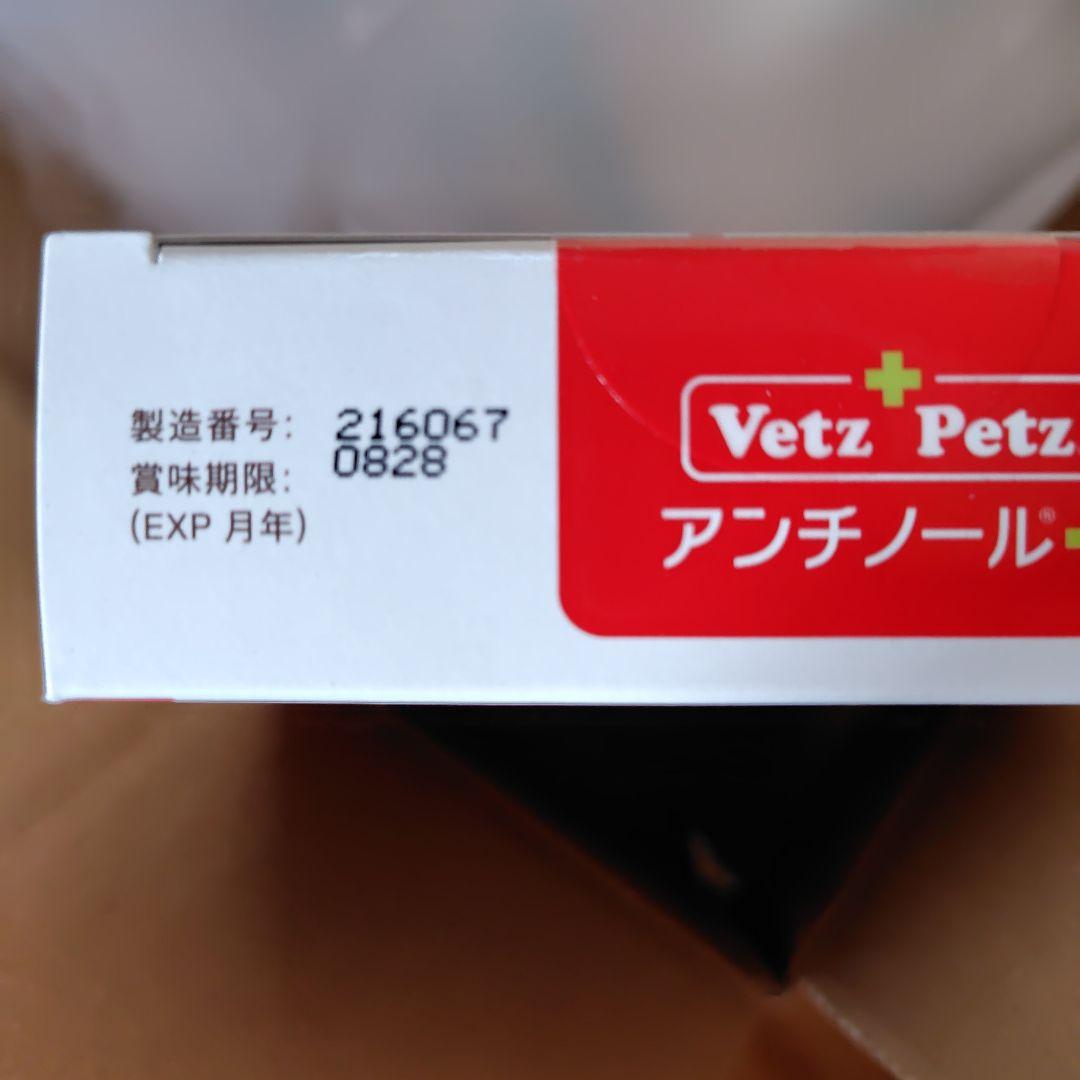 製造番号: 216067
賞味期限: 0828
(EXP 月年)
Vetz Petz
アンチノール®